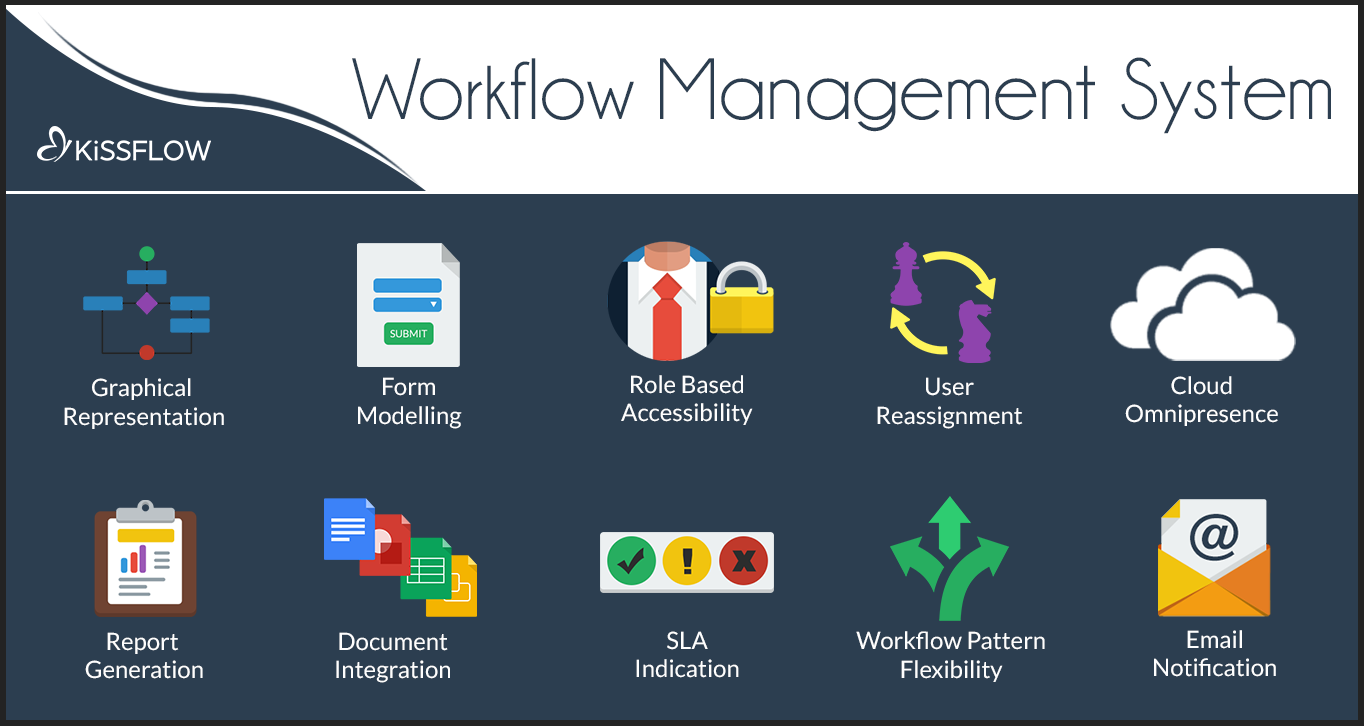 Workflow Management System
KiSSFLOW
Graphical
Representation
SUBMIT
Form
Modelling
Role Based
Accessibility
User
Reassignment
Cloud
Omnipresence
Report
Generation
Document
Integration
SLA
Indication
Workflow Pattern
Flexibility
@
Email
Notification